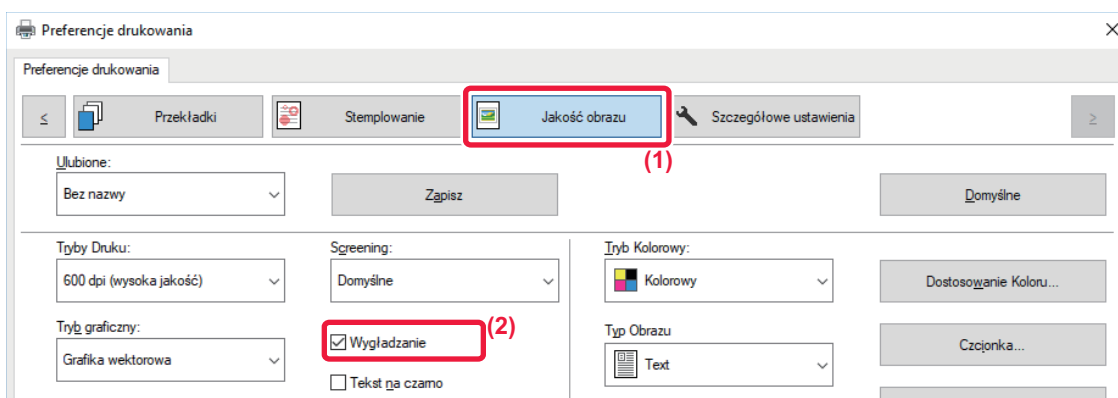 Preferencje drukowania
Preferencje drukowania
< Przekładki Stemplowanie Jakość obrazu Szczegółowe ustawienia >
(1)
Ulubione:
Bez nazwy Zapisz Domyślne
Tryby Druku: Screening: Tryb Kolorowy:
600 dpi (wysoka jakość) Domyślne Kolorowy Dostosowanie Koloru...
Tryb graficzny: (2) Typ Obrazu
Grafika wektorowa Wygładzanie Text Czcionka...
Tekst na czarno